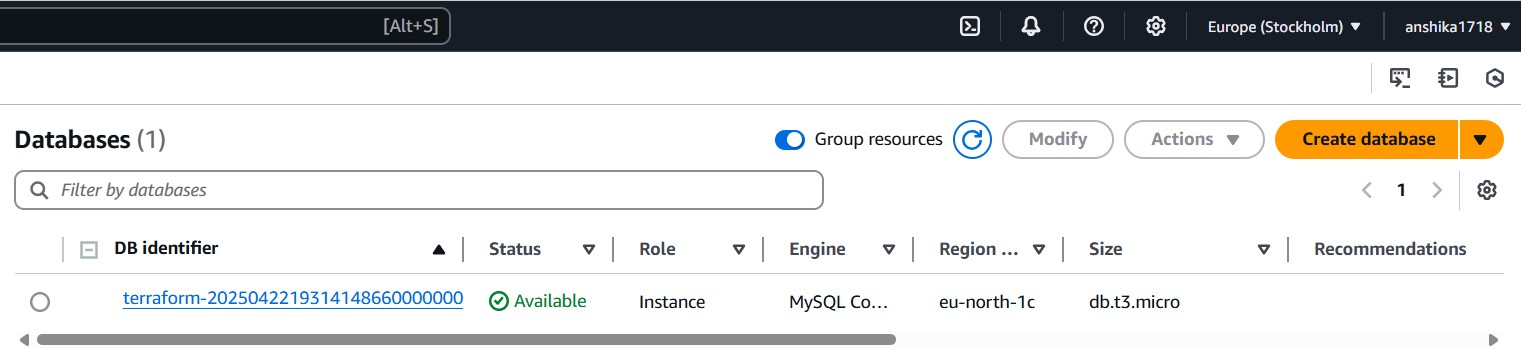 [Alt+S] Europe (Stockholm) anshika1718
Databases (1) Group resources Modify Actions Create database
Filter by databases 1
DB identifier Status Role Engine Region ... Size Recommendations
terraform-2025042219314148660000000 Available Instance MySQL Co... eu-north-1c db.t3.micro